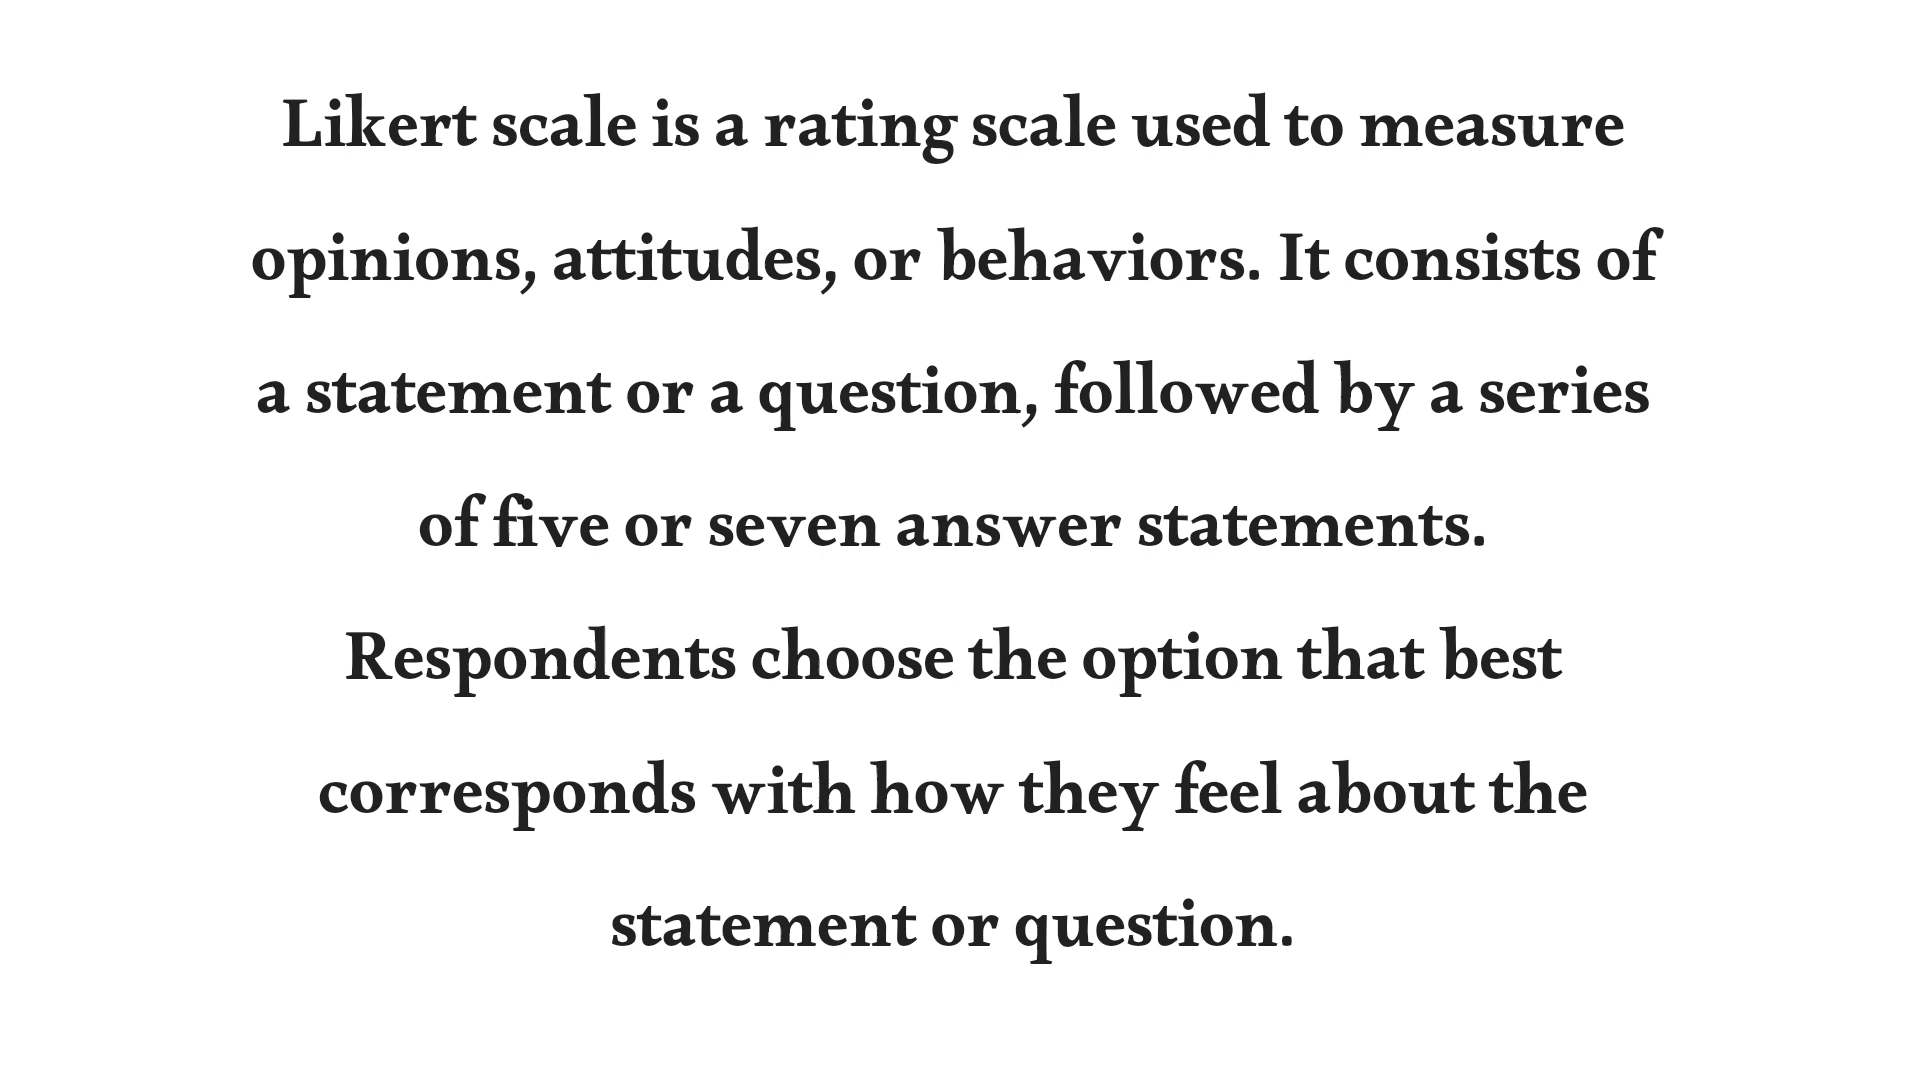 Likert scale is a rating scale used to measure
opinions, attitudes, or behaviors. It consists of
a statement or a question, followed by a series
of five or seven answer statements.
Respondents choose the option that best
corresponds with how they feel about the
statement or question.